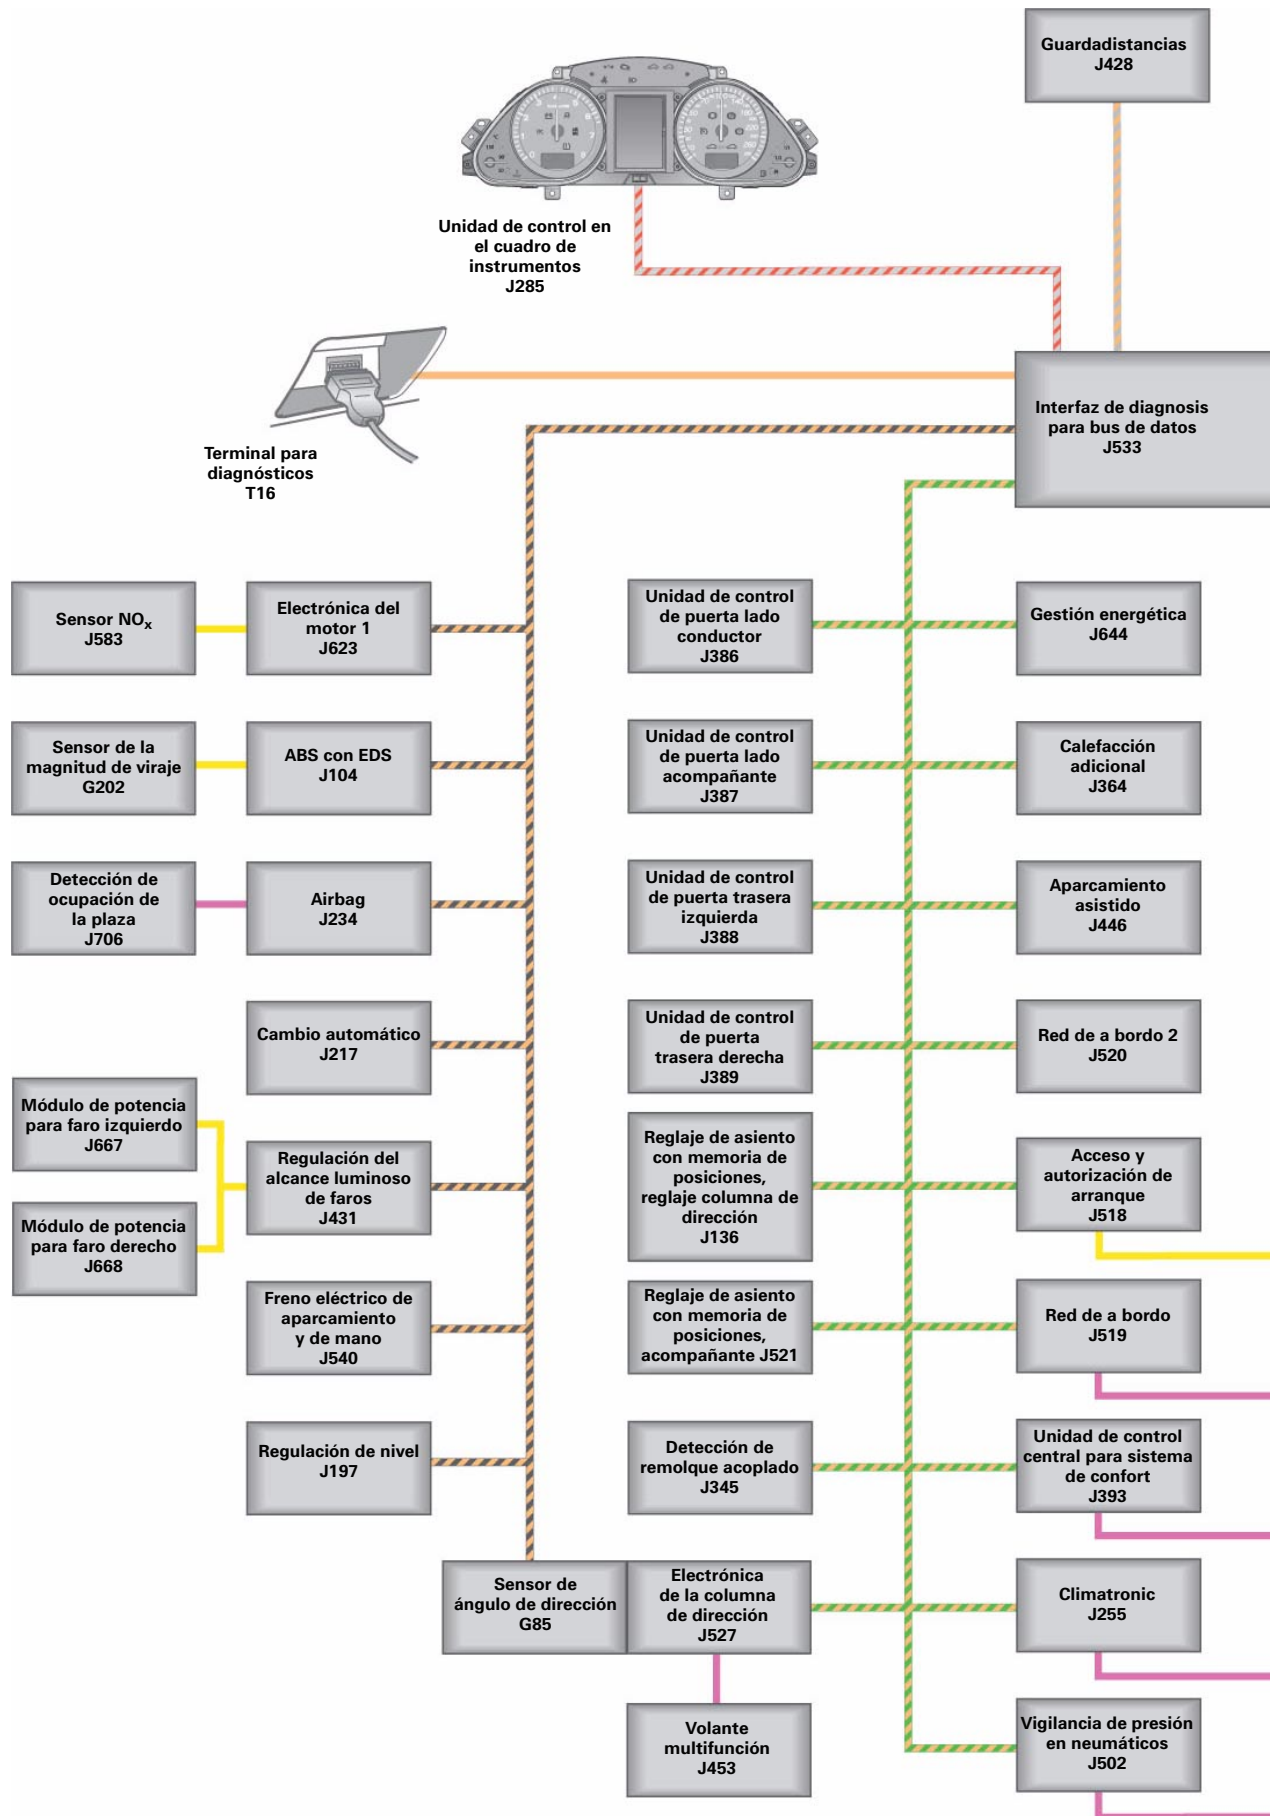 Guardadistancias
J428
Unidad de control en
el cuadro de
instrumentos
J285
Interfaz de diagnosis
para bus de datos
J533
Terminal para
diagnósticos
T16
Sensor NOx
J583
Electrónica del
motor 1
J623
Unidad de control
de puerta lado
conductor
J386
Gestión energética
J644
Sensor de la
magnitud de viraje
G202
ABS con EDS
J104
Unidad de control
de puerta lado
acompañante
J387
Calefacción
adicional
J364
Detección de
ocupación de
la plaza
J706
Airbag
J234
Unidad de control
de puerta trasera
izquierda
J388
Aparcamiento
asistido
J446
Cambio automático
J217
Unidad de control
de puerta
trasera derecha
J389
Red de a bordo 2
J520
Módulo de potencia
para faro izquierdo
J667
Módulo de potencia
para faro derecho
J668
Regulación del
alcance luminoso
de faros
J431
Reglaje de asiento
con memoria de
posiciones,
reglaje columna de
dirección
J136
Acceso y
autorización de
arranque
J518
Freno eléctrico de
aparcamiento
y de mano
J540
Reglaje de asiento
con memoria de
posiciones,
acompañante J521
Red de a bordo
J519
Regulación de nivel
J197
Detección de
remolque acoplado
J345
Unidad de control
central para sistema
de confort
J393
Sensor de
ángulo de dirección
G85
Electrónica
de la columna
de dirección
J527
Climatronic
J255
Volante
multifunción
J453
Vigilancia de presión
en neumáticos
J502